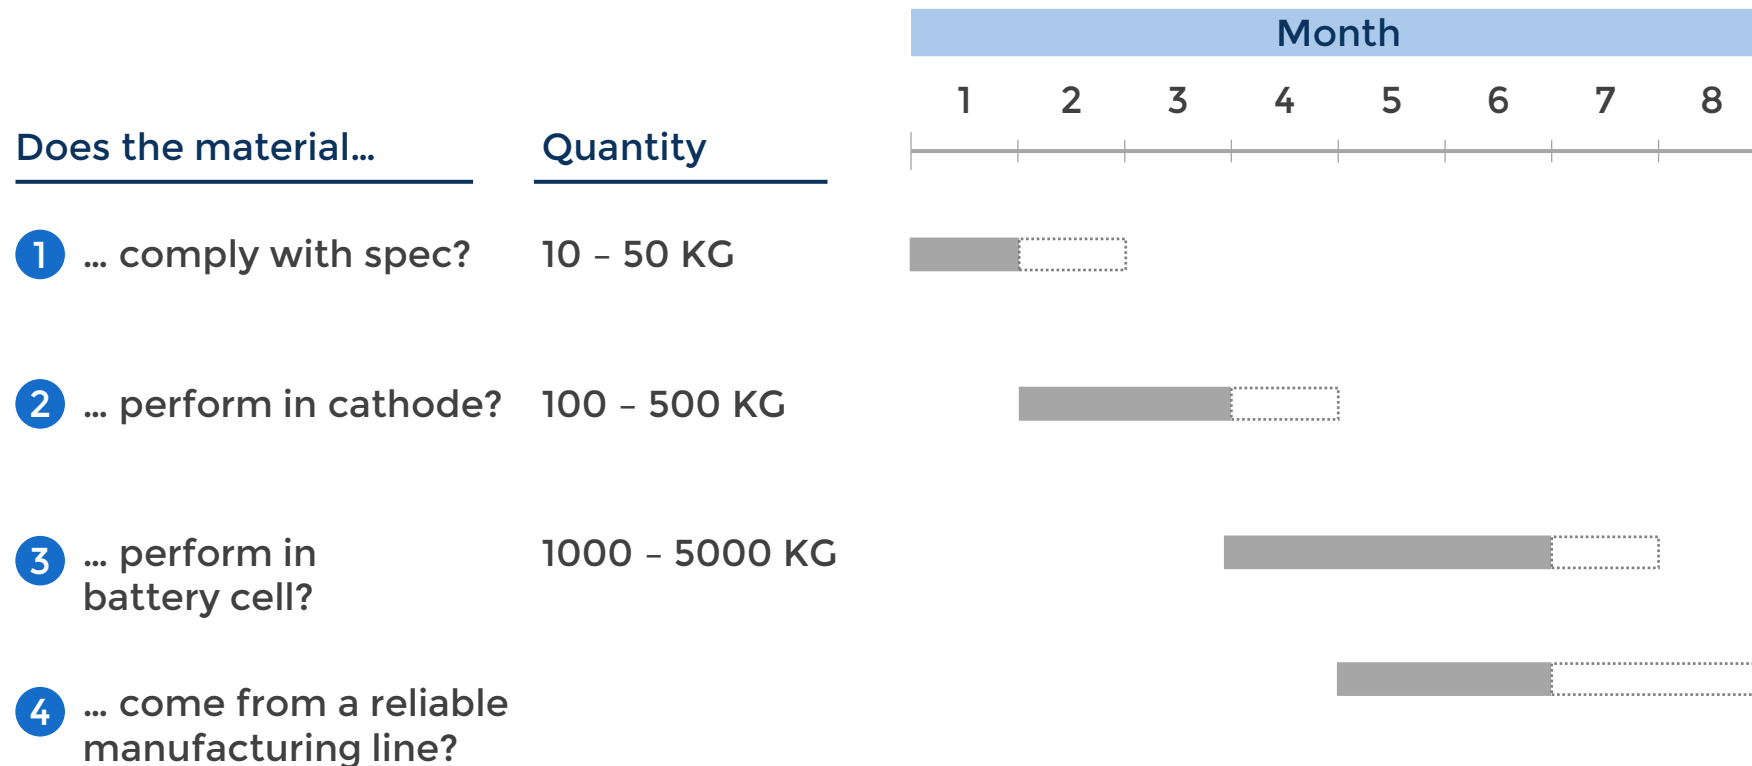 Month
1 2 3 4 5 6 7 8
Does the material… Quantity
1 … comply with spec? 10 – 50 KG
2 … perform in cathode? 100 – 500 KG
3 … perform in 1000 – 5000 KG
battery cell?
4 … come from a reliable
manufacturing line?